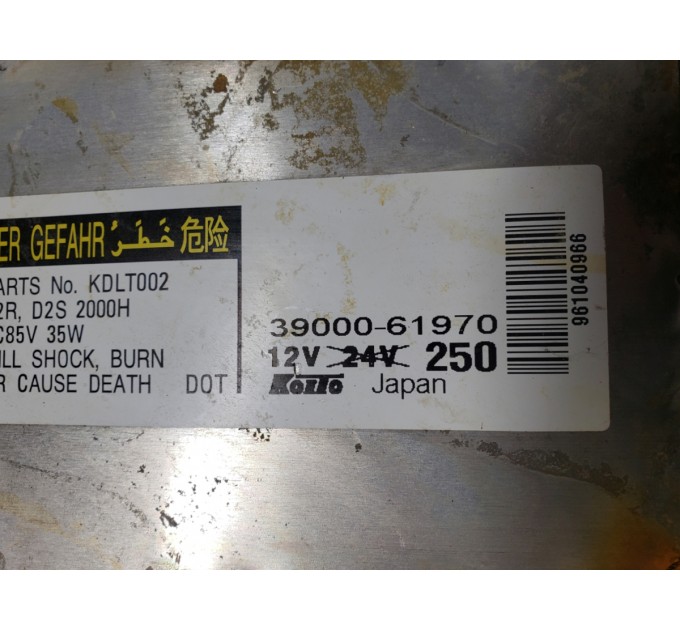 ER GEFAHR خَطَرُ 危险
ARTS No. KDLT002
2R, D2S 2000H
C85V 35W
ILL SHOCK, BURN
R CAUSE DEATH DOT
39000-61970
12V 24V 250
Koito Japan
961040966